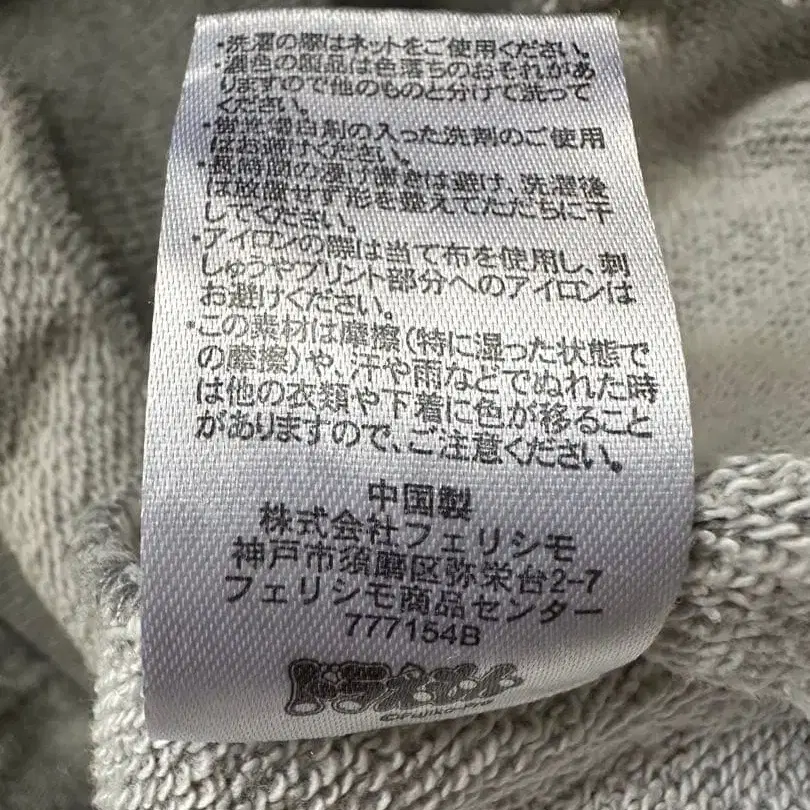 ・洗濯の際はネットをご使用ください。
・濃色の製品は色落ちのおそれがあ
りますので他のものと分けて洗って
ください。
・蛍光増白剤の入った洗剤のご使用
はお避けください。
・長時間の浸け置きは避け、洗濯後
は放置せず形を整えてただちに干
してください。
・アイロンの際は当て布を使用し、刺
しゅうやプリント部分へのアイロンは
お避けください。
・この素材は摩擦(特に湿った状態で
の摩擦)や、汗や雨などでぬれた時
は他の衣類や下着に色が移ること
がありますので、ご注意ください。
中国製
株式会社フェリシモ
神戸市須磨区弥栄台2-7
フェリシモ商品センター
777154B
ドラえもん
©Fujiko-Pro